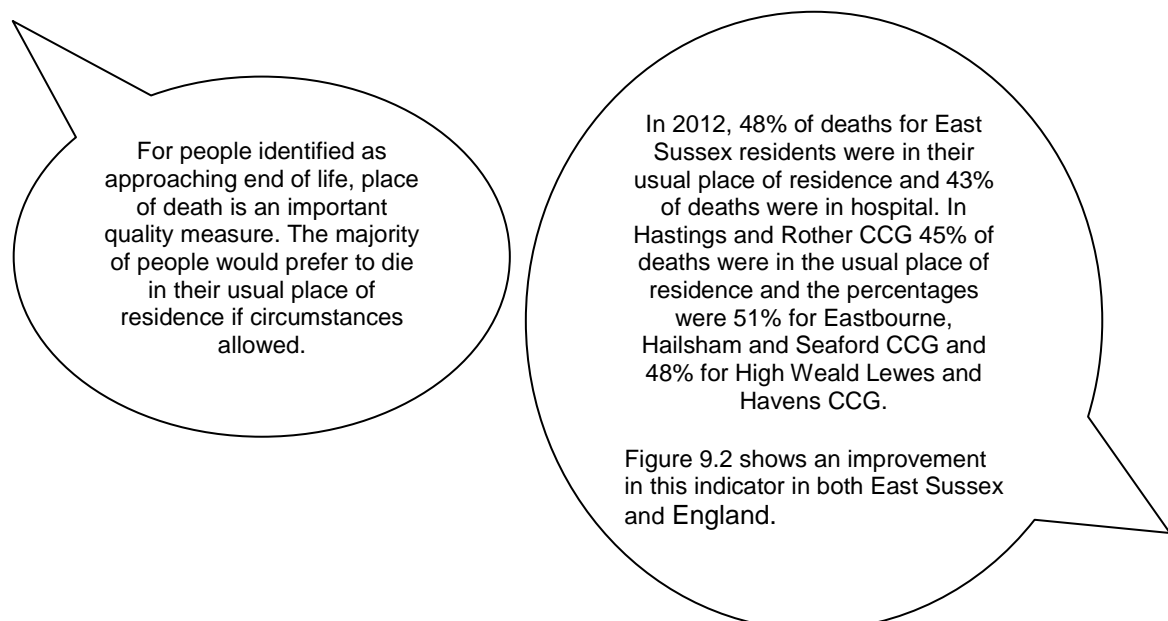 For people identified as
approaching end of life, place
of death is an important
quality measure. The majority
of people would prefer to die
in their usual place of
residence if circumstances
allowed.
In 2012, 48% of deaths for East
Sussex residents were in their
usual place of residence and 43%
of deaths were in hospital. In
Hastings and Rother CCG 45% of
deaths were in the usual place of
residence and the percentages
were 51% for Eastbourne,
Hailsham and Seaford CCG and
48% for High Weald Lewes and
Havens CCG.
Figure 9.2 shows an improvement
in this indicator in both East Sussex
and England.